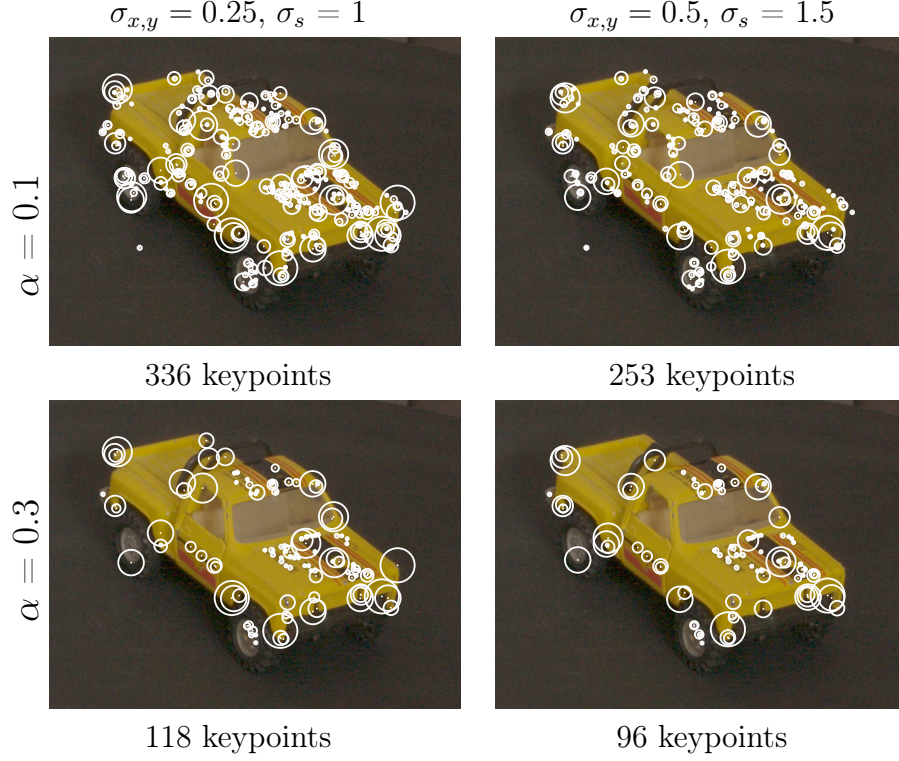 σ_{x,y} = 0.25, σ_s = 1
σ_{x,y} = 0.5, σ_s = 1.5
α = 0.1
336 keypoints
253 keypoints
α = 0.3
118 keypoints
96 keypoints